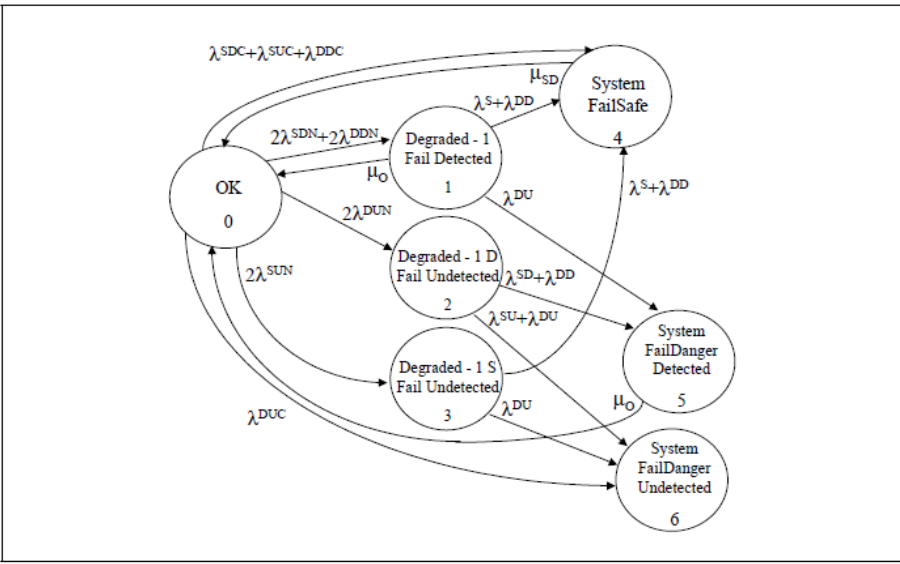 λSDC+λSUC+λDDC
μSD
System
FailSafe
4
λS+λDD
2λSDN+2λDDN
Degraded - 1
Fail Detected
1
μO
OK
0
λDU
λS+λDD
2λDUN
Degraded - 1 D
Fail Undetected
2
λSD+λDD
2λSUN
λSU+λDU
System
FailDanger
Detected
5
Degraded - 1 S
Fail Undetected
3
λDU
μO
λDUC
System
FailDanger
Undetected
6